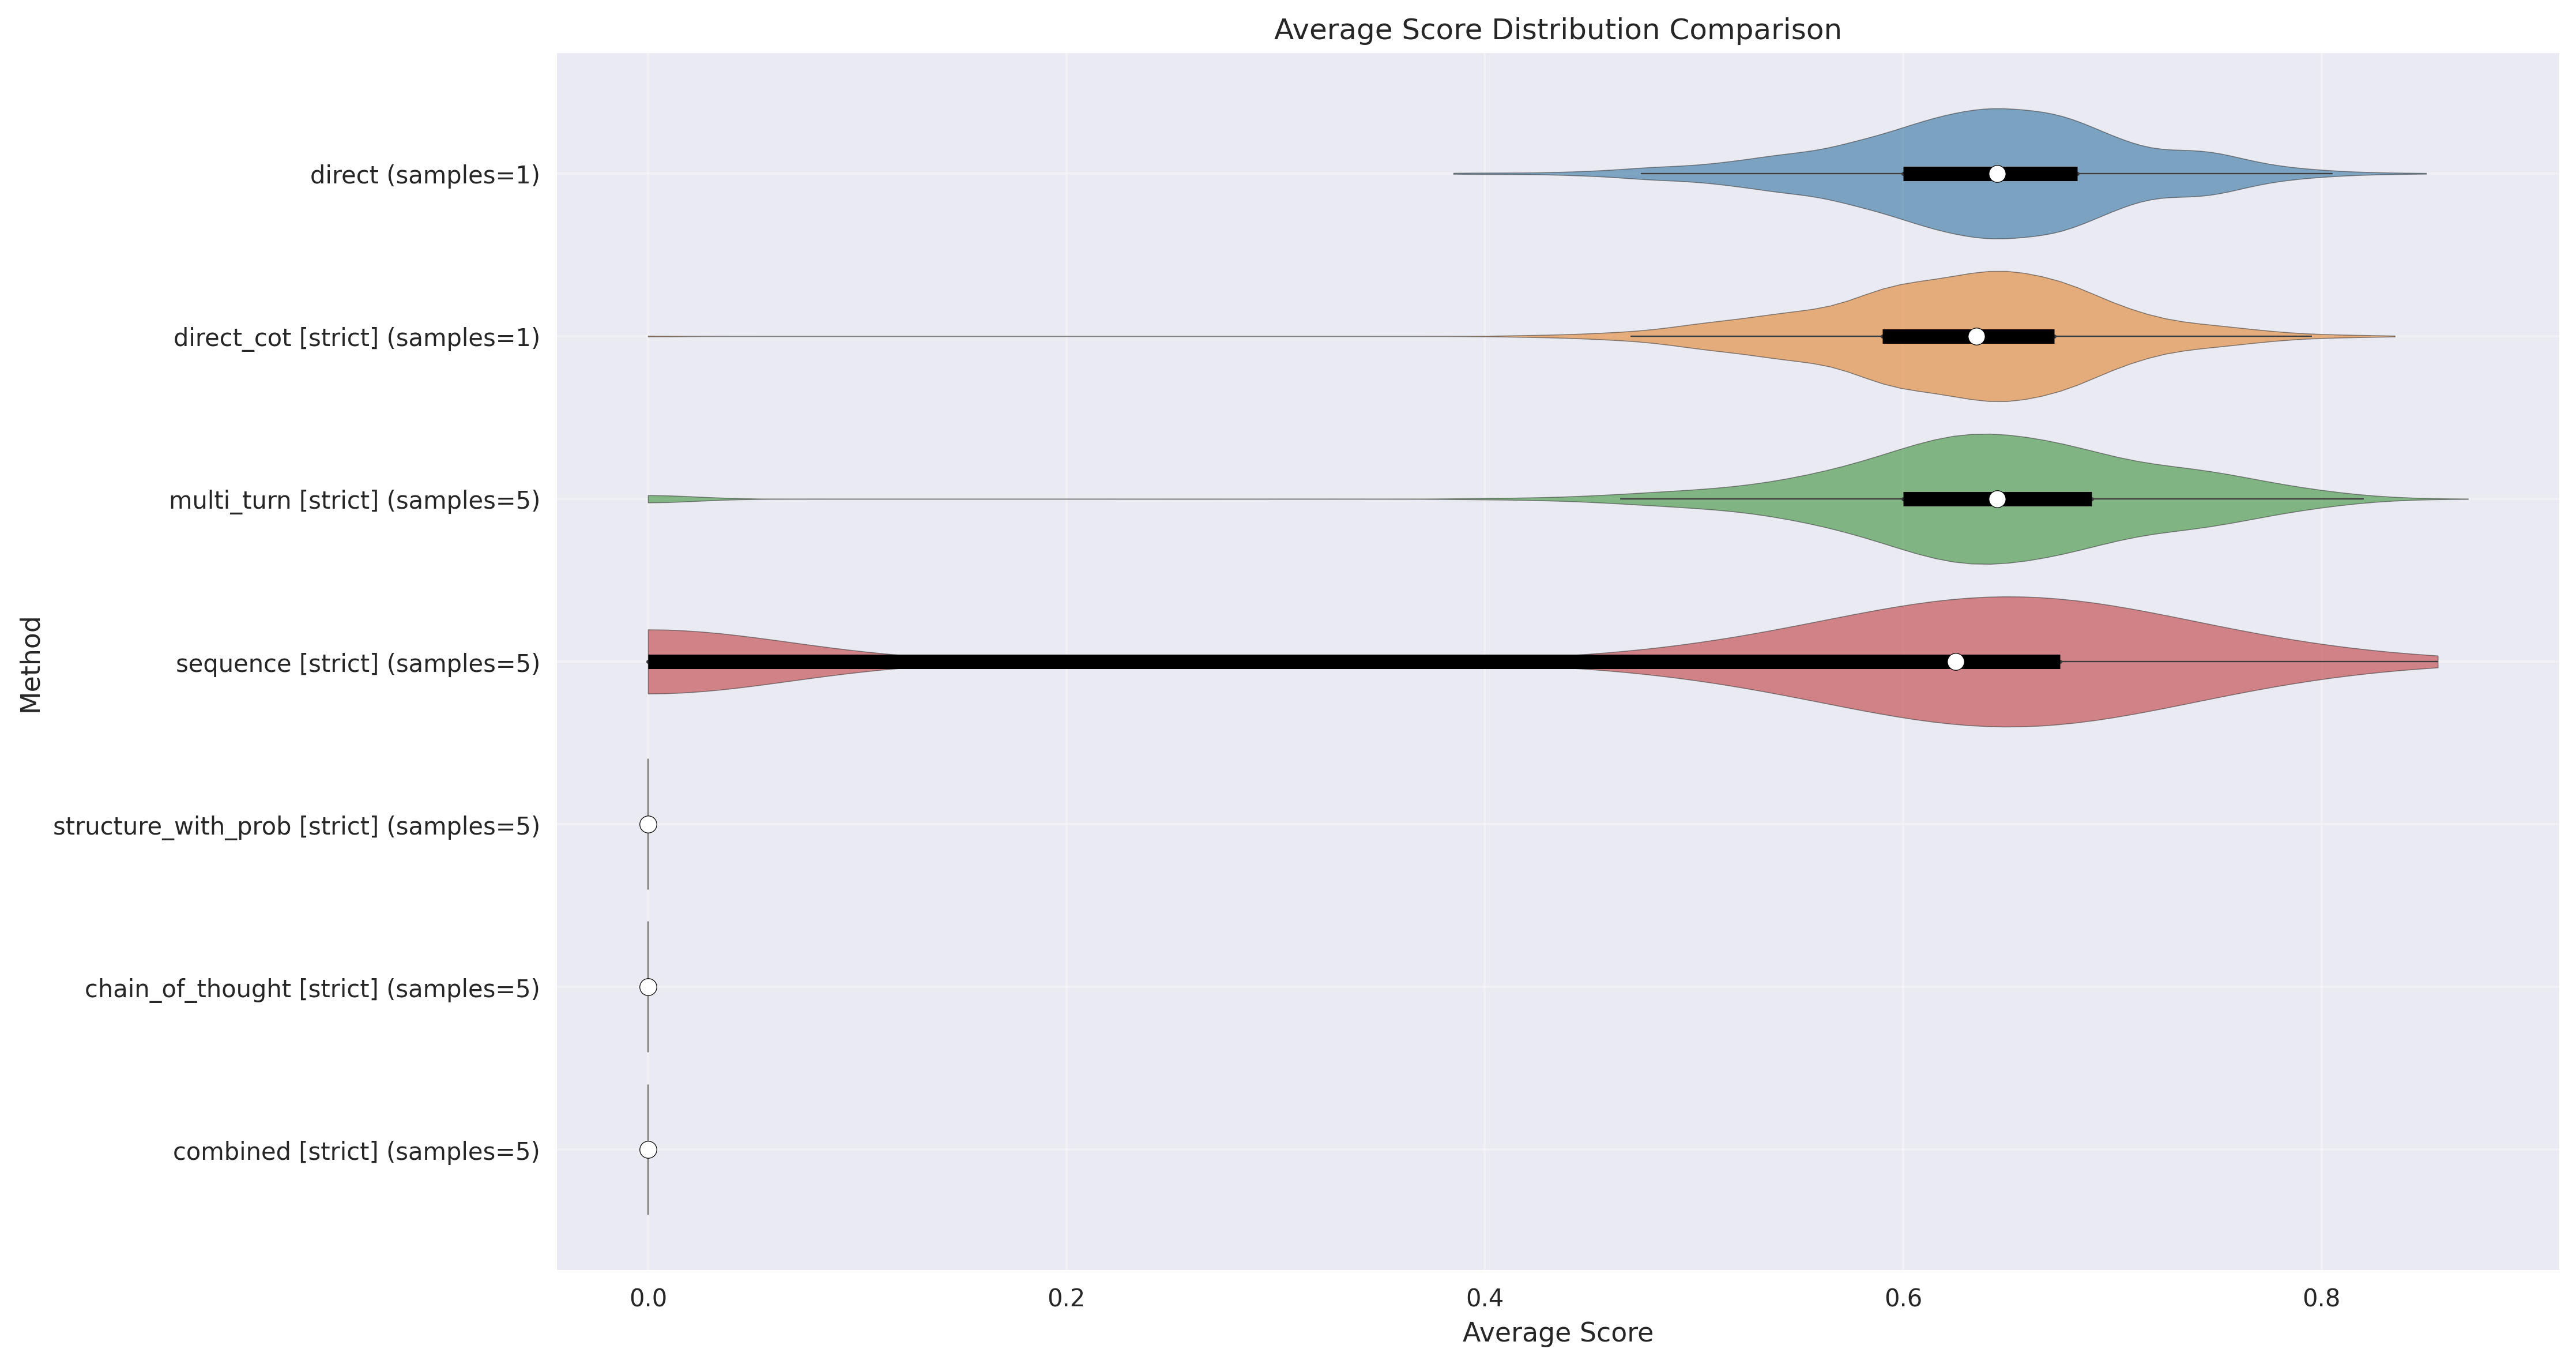 Average Score Distribution Comparison
Method
direct (samples=1)
direct_cot [strict] (samples=1)
multi_turn [strict] (samples=5)
sequence [strict] (samples=5)
structure_with_prob [strict] (samples=5)
chain_of_thought [strict] (samples=5)
combined [strict] (samples=5)
0.0 0.2 0.4 0.6 0.8
Average Score